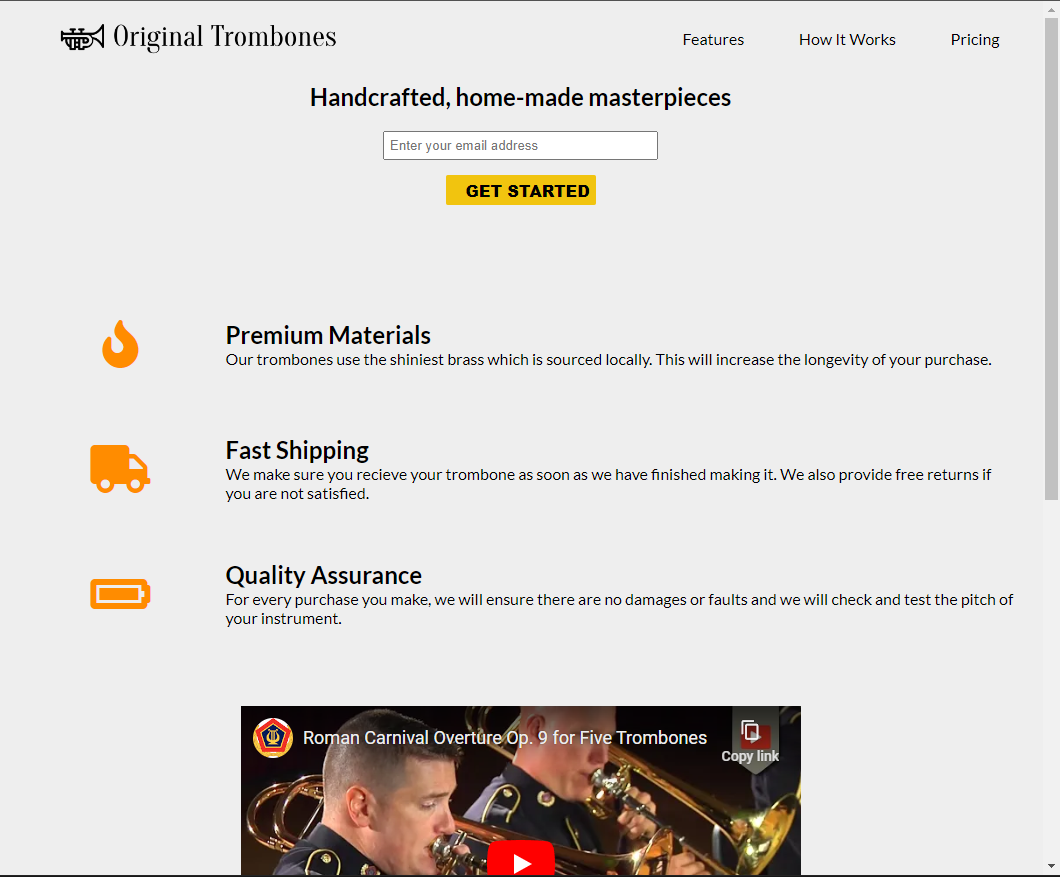 Original Trombones
Features How It Works Pricing
Handcrafted, home-made masterpieces
Enter your email address
GET STARTED
Premium Materials
Our trombones use the shiniest brass which is sourced locally. This will increase the longevity of your purchase.
Fast Shipping
We make sure you recieve your trombone as soon as we have finished making it. We also provide free returns if
you are not satisfied.
Quality Assurance
For every purchase you make, we will ensure there are no damages or faults and we will check and test the pitch of
your instrument.
Roman Carnival Overture Op. 9 for Five Trombones
Copy link